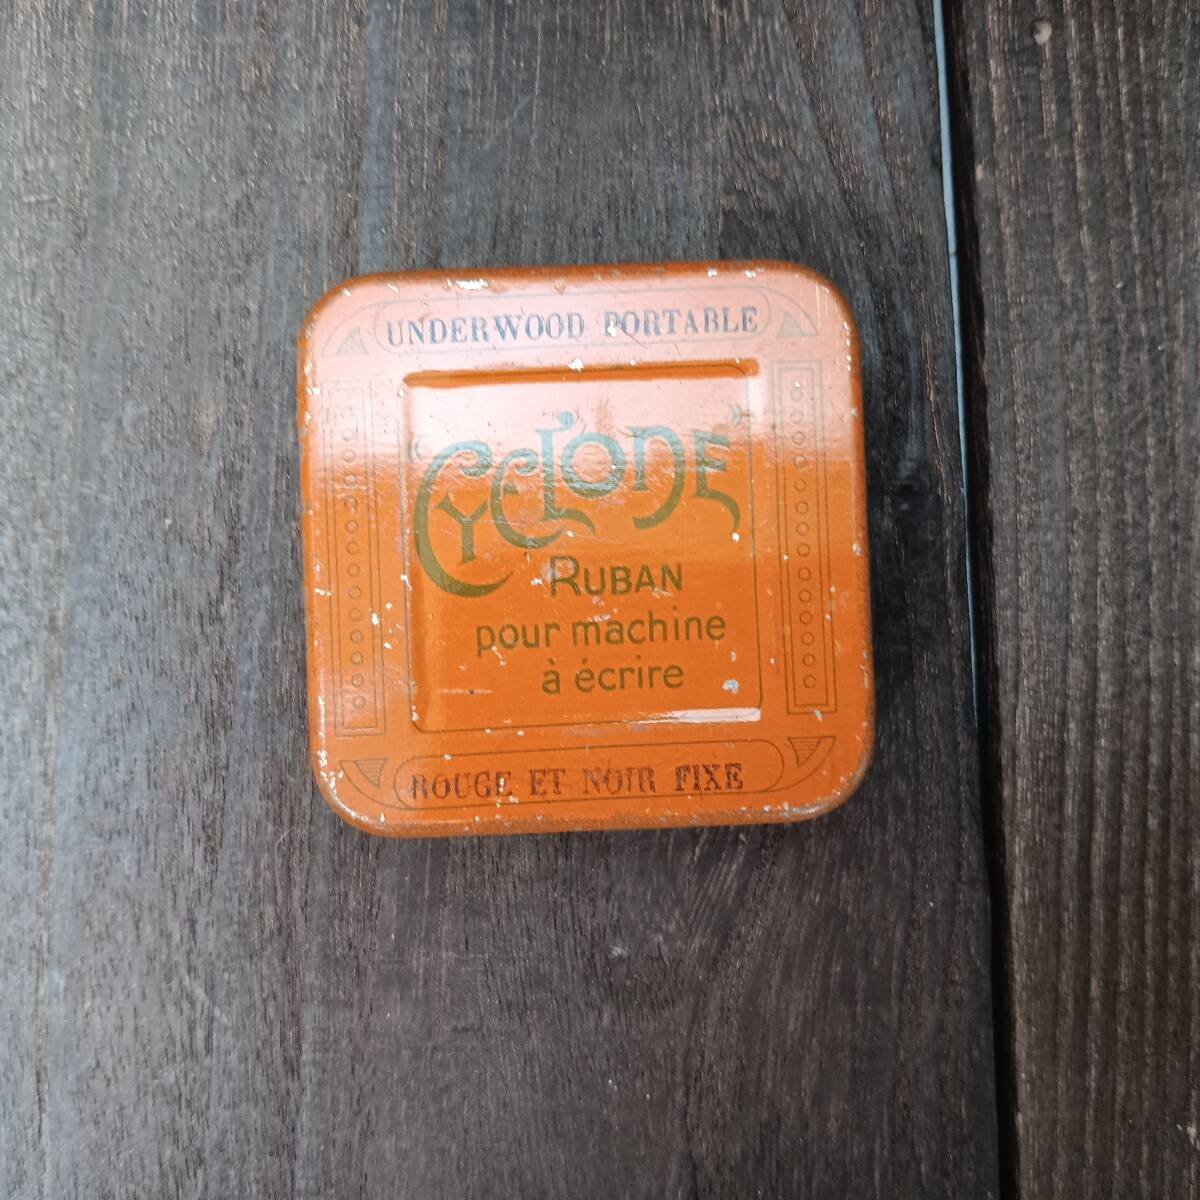 UNDERWOOD PORTABLE
"CYCLONE"
RUBAN
pour machine
à écrire
ROUGE ET NOIR FIXE